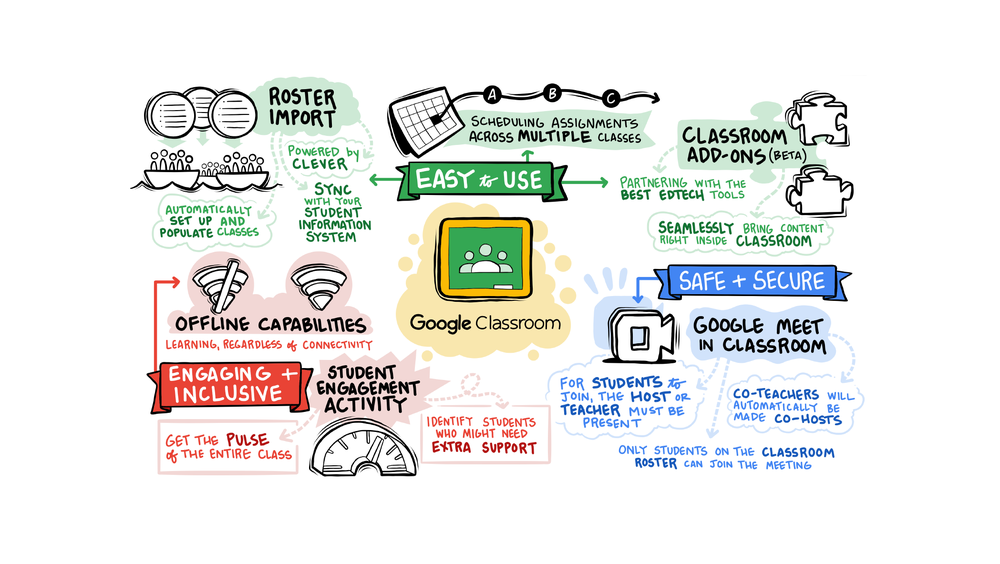 ROSTER
IMPORT
POWERED by
CLEVER
SYNC
WITH YOUR
STUDENT
INFORMATION
SYSTEM
AUTOMATICALLY
SET UP AND
POPULATE CLASSES
A B C
SCHEDULING ASSIGNMENTS
ACROSS MULTIPLE CLASSES
EASY to USE
CLASSROOM
ADD-ONS (BETA)
PARTNERING WITH THE
BEST EDTECH TOOLS
SEAMLESSLY BRING CONTENT
RIGHT INSIDE CLASSROOM
Google Classroom
OFFLINE CAPABILITIES
LEARNING, REGARDLESS of CONNECTIVITY
ENGAGING +
INCLUSIVE
STUDENT
ENGAGEMENT
ACTIVITY
GET THE PULSE
of THE ENTIRE CLASS
IDENTIFY STUDENTS
WHO MIGHT NEED
EXTRA SUPPORT
SAFE + SECURE
GOOGLE MEET
IN CLASSROOM
FOR STUDENTS to
JOIN, THE HOST OR
TEACHER MUST BE
PRESENT
CO-TEACHERS WILL
AUTOMATICALLY BE
MADE CO-HOSTS
ONLY STUDENTS ON THE CLASSROOM
ROSTER CAN JOIN THE MEETING